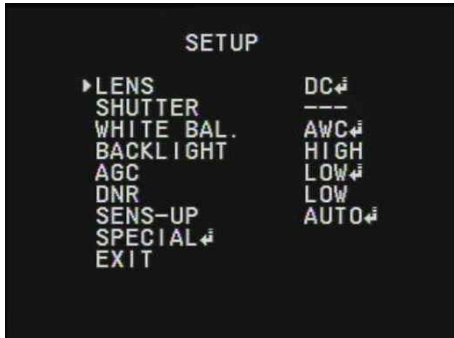 SETUP
▶LENS DC↲
SHUTTER ---
WHITE BAL. AWC↲
BACKLIGHT HIGH
AGC LOW↲
DNR LOW
SENS-UP AUTO↲
SPECIAL↲
EXIT